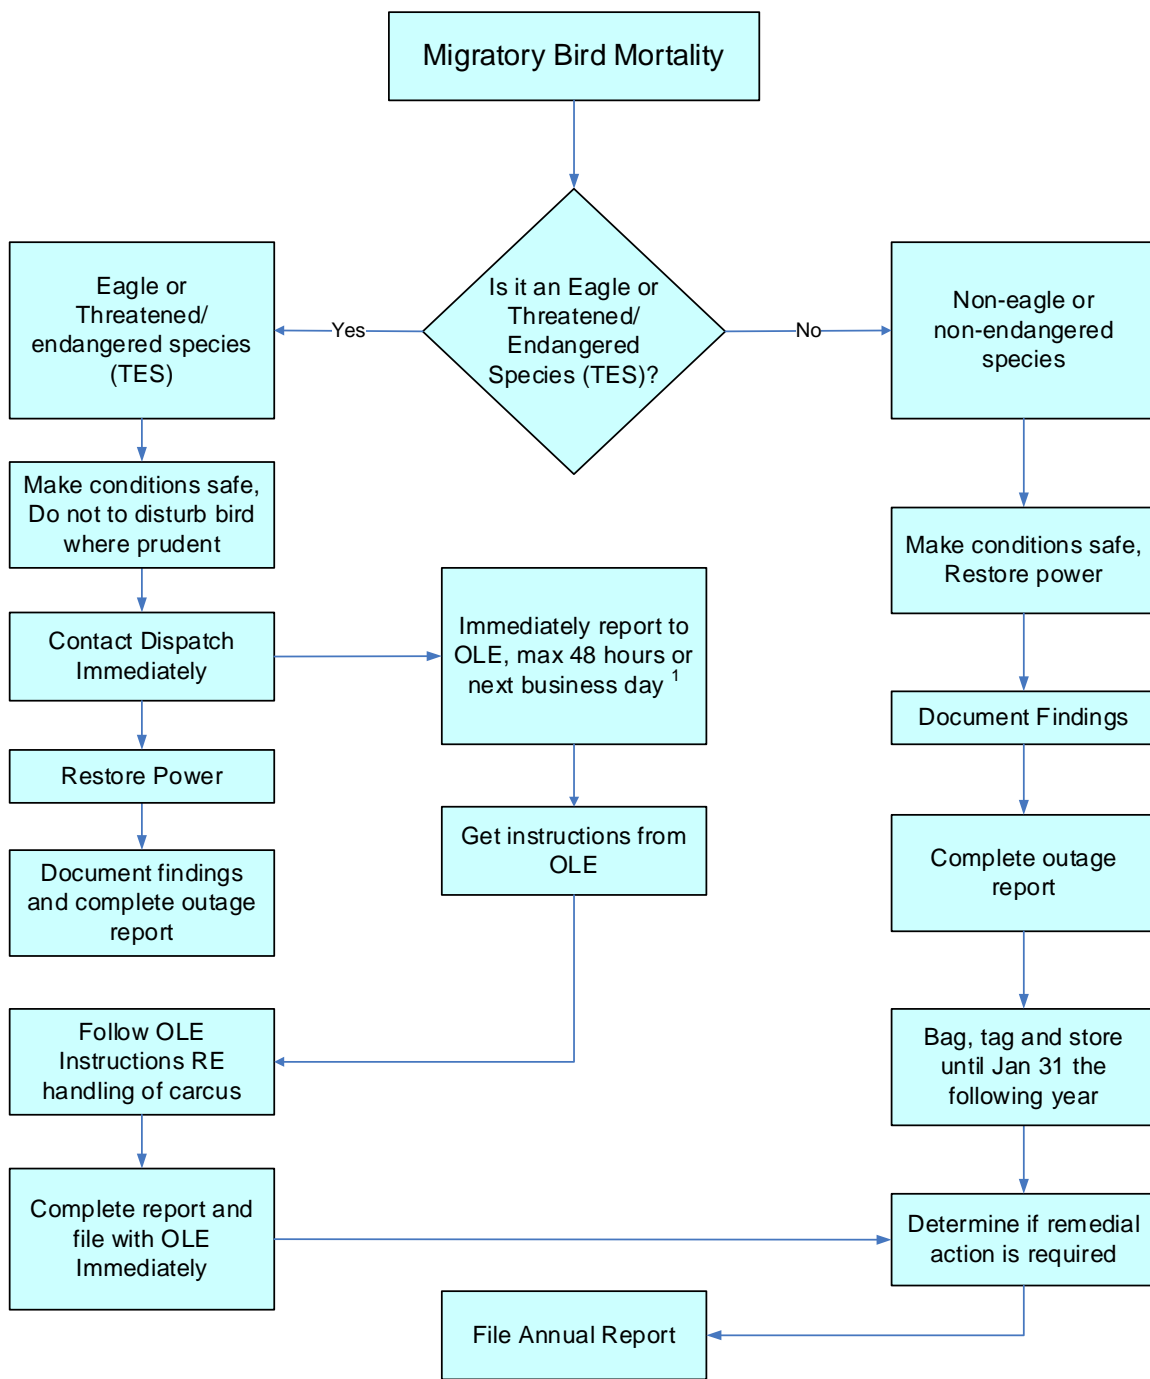 Migratory Bird Mortality
Is it an Eagle or
Threatened/
Endangered
Species (TES)?
Yes
No
Eagle or
Threatened/
endangered species
(TES)
Non-eagle or
non-endangered
species
Make conditions safe,
Do not to disturb bird
where prudent
Contact Dispatch
Immediately
Immediately report to
OLE, max 48 hours or
next business day 1
Restore Power
Get instructions from
OLE
Document findings
and complete outage
report
Follow OLE
Instructions RE
handling of carcus
Complete report and
file with OLE
Immediately
Make conditions safe,
Restore power
Document Findings
Complete outage
report
Bag, tag and store
until Jan 31 the
following year
Determine if remedial
action is required
File Annual Report